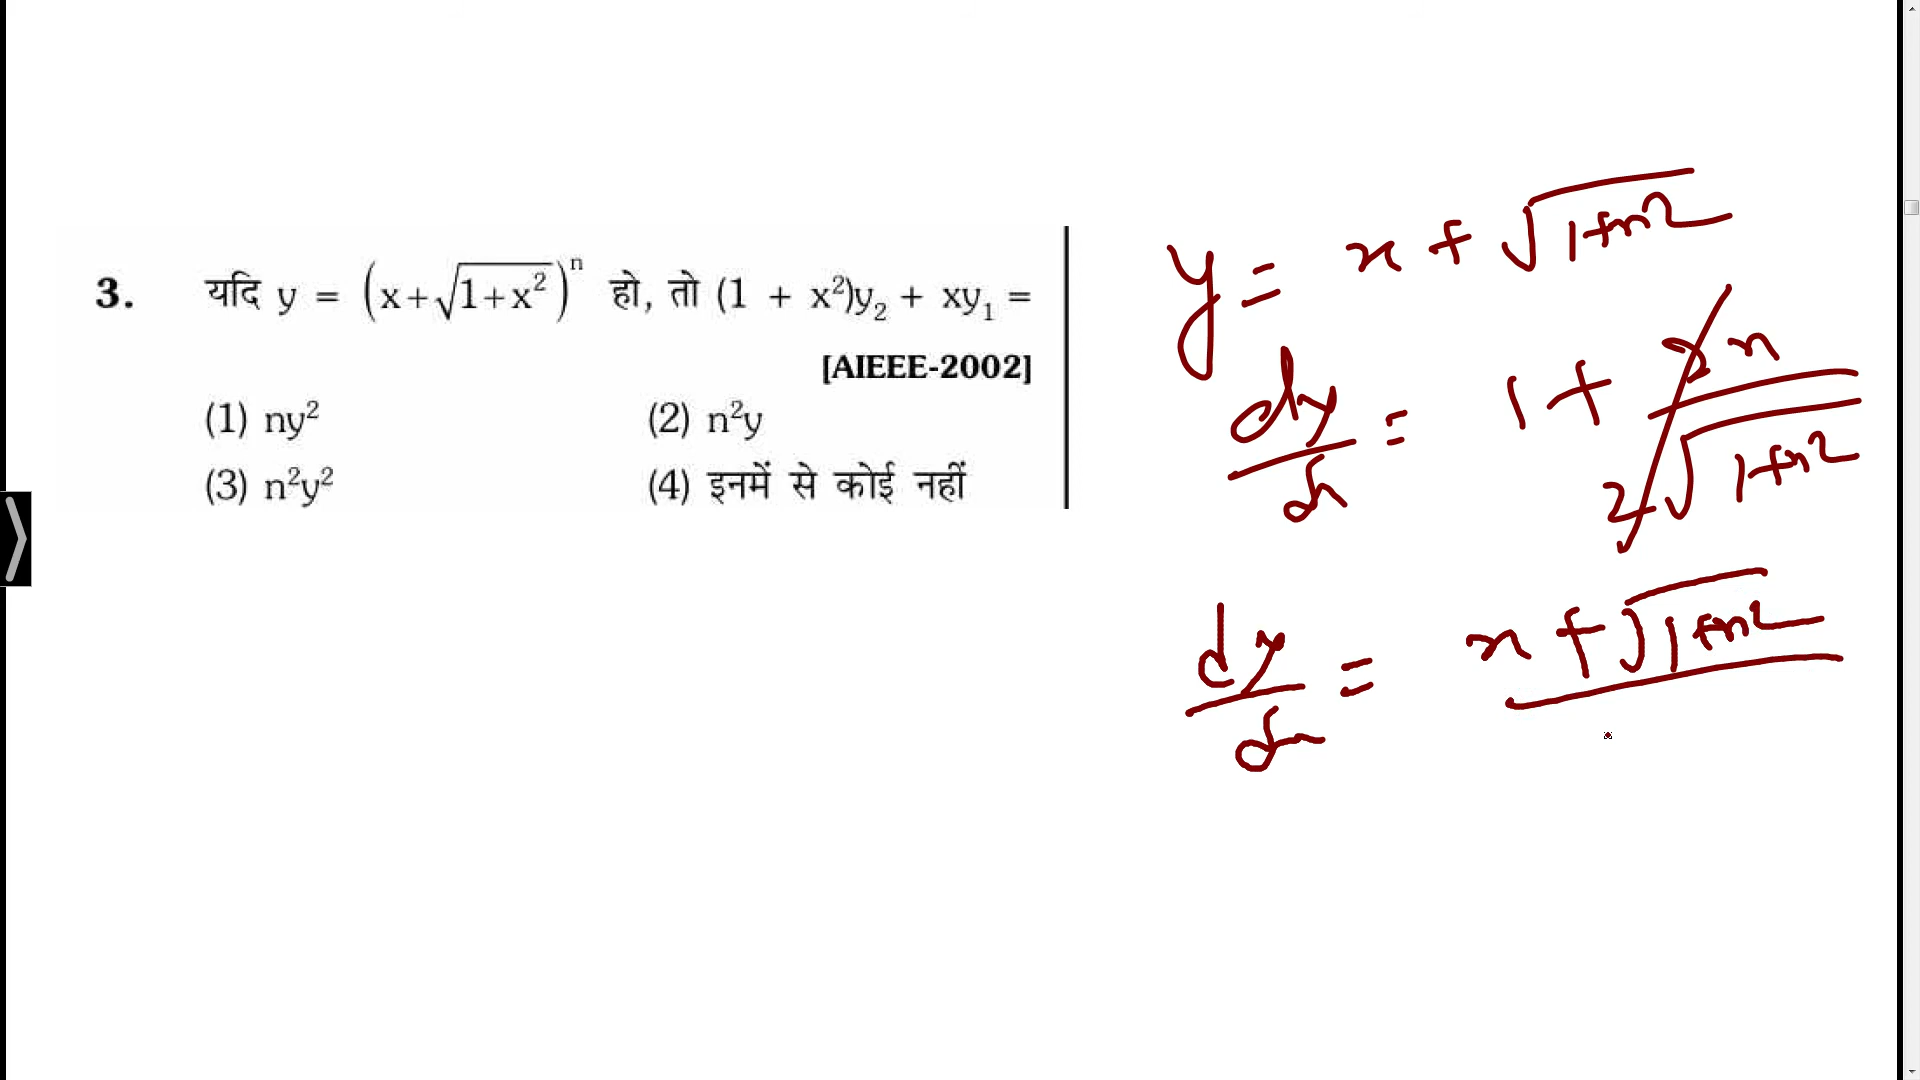 3. यदि y = (x+√1+x²)ⁿ हो, तो (1 + x²)y₂ + xy₁ =
[AIEEE-2002]
(1) ny² (2) n²y
(3) n²y² (4) इनमें से कोई नहीं
y = x + √1+x²
dy/dx = 1 + 2x/2√1+x²
dy/dx = x + √1+x²